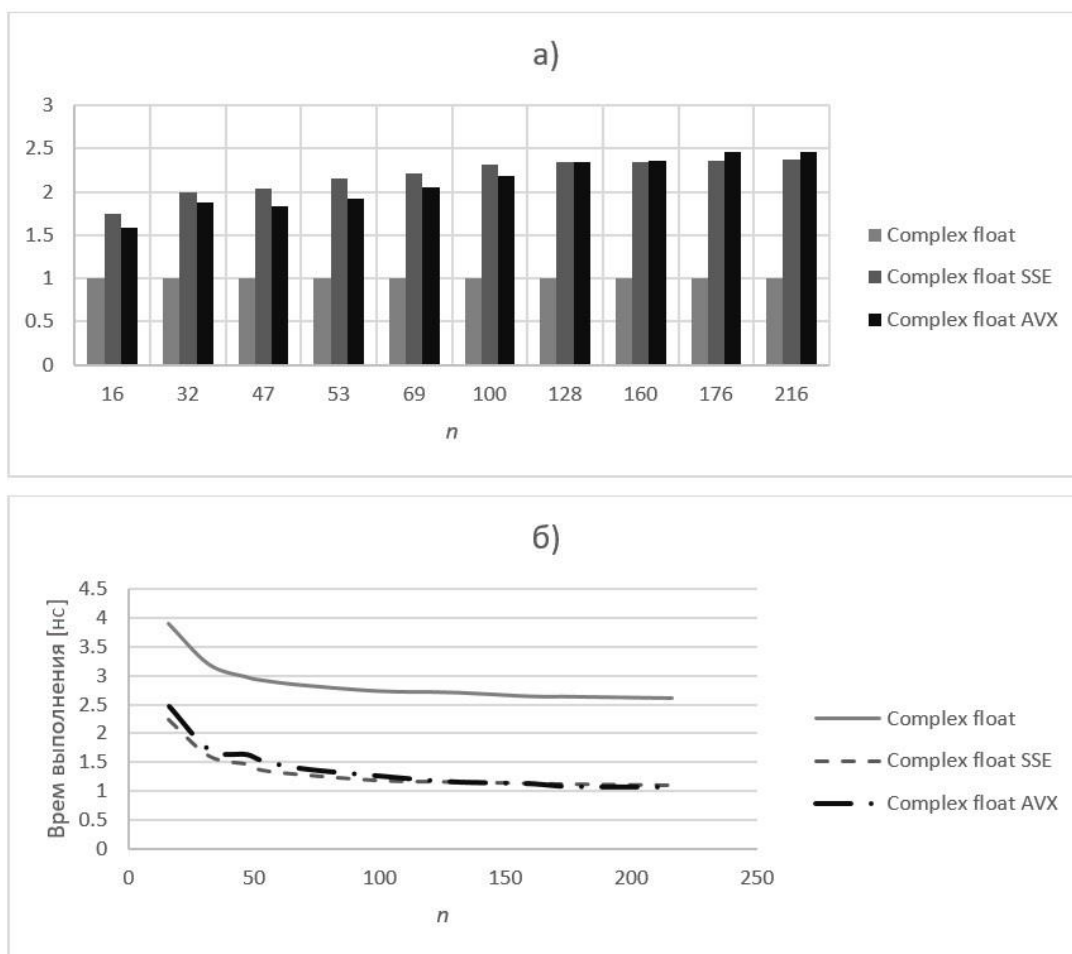 а)
3
2.5
2
1.5
1
0.5
0
16 32 47 53 69 100 128 160 176 216
n
Complex float
Complex float SSE
Complex float AVX
б)
Врем выполнения [нс]
4.5
4
3.5
3
2.5
2
1.5
1
0.5
0
0 50 100 150 200 250
n
Complex float
Complex float SSE
Complex float AVX